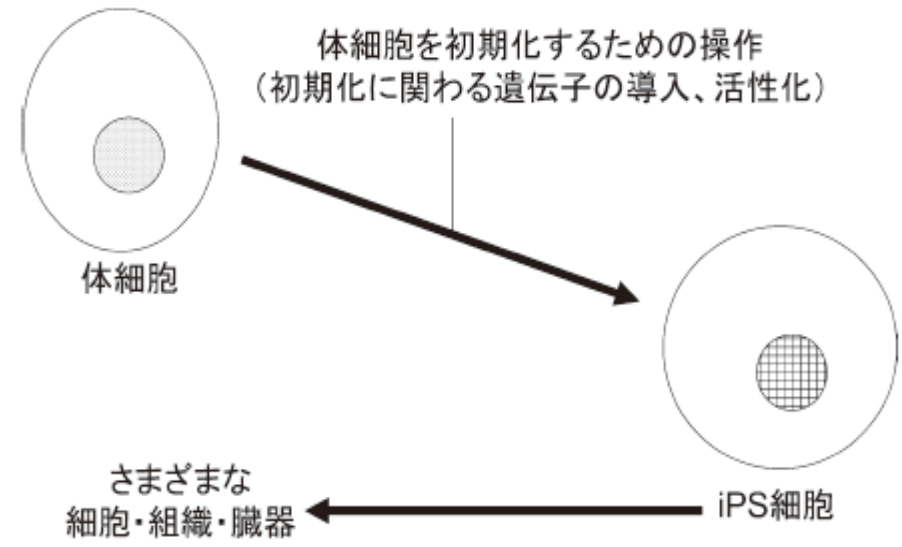 体細胞を初期化するための操作
（初期化に関わる遺伝子の導入、活性化）
体細胞
iPS細胞
さまざまな
細胞・組織・臓器